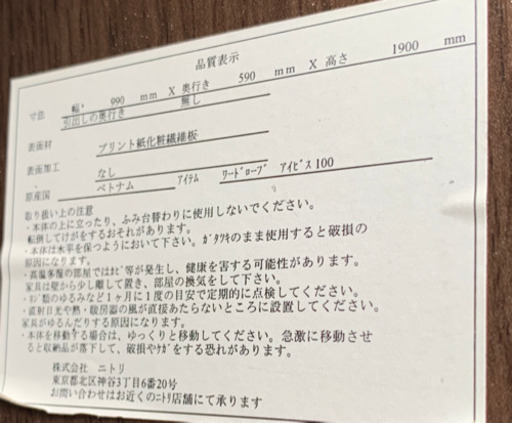 品質表示
寸法 幅 990 mm X 奥行き 590 mm X 高さ 1900 mm
引出しの奥行き 無し
表面材 プリント紙化粧繊維板
表面加工 なし
原産国 ベトナム ｱｲﾃﾑ ﾜｰﾄﾞﾛｰﾌﾞ ｱｲﾋﾞｽ100
取り扱い上の注意
・本体の上に立ったり、ふみ台替わりに使用しないでください。
転倒してけがをするおそれがあります。
・本体は水平を保つようにおいて下さい。ｶﾞﾀﾂｷのまま使用すると破損の
原因になります。
・高温多湿の部屋ではｶﾋﾞ等が発生し、健康を害する可能性があります。
家具は壁から少し離して置き、部屋の換気をして下さい。
・ﾈｼﾞ類のゆるみなど1ヶ月に1度の目安で定期的に点検してください。
・直射日光や熱・暖房器の風が直接あたらないところに設置してください。
家具がゆるんだりする原因になります。
・本体を移動する場合は、ゆっくりと移動してください。急激に移動させ
ると収納品が落下して、破損やｹｶﾞをする恐れがあります。
株式会社 ニトリ
東京都北区神谷3丁目6番20号
お問い合わせはお近くのﾆﾄﾘ店舗にて承ります